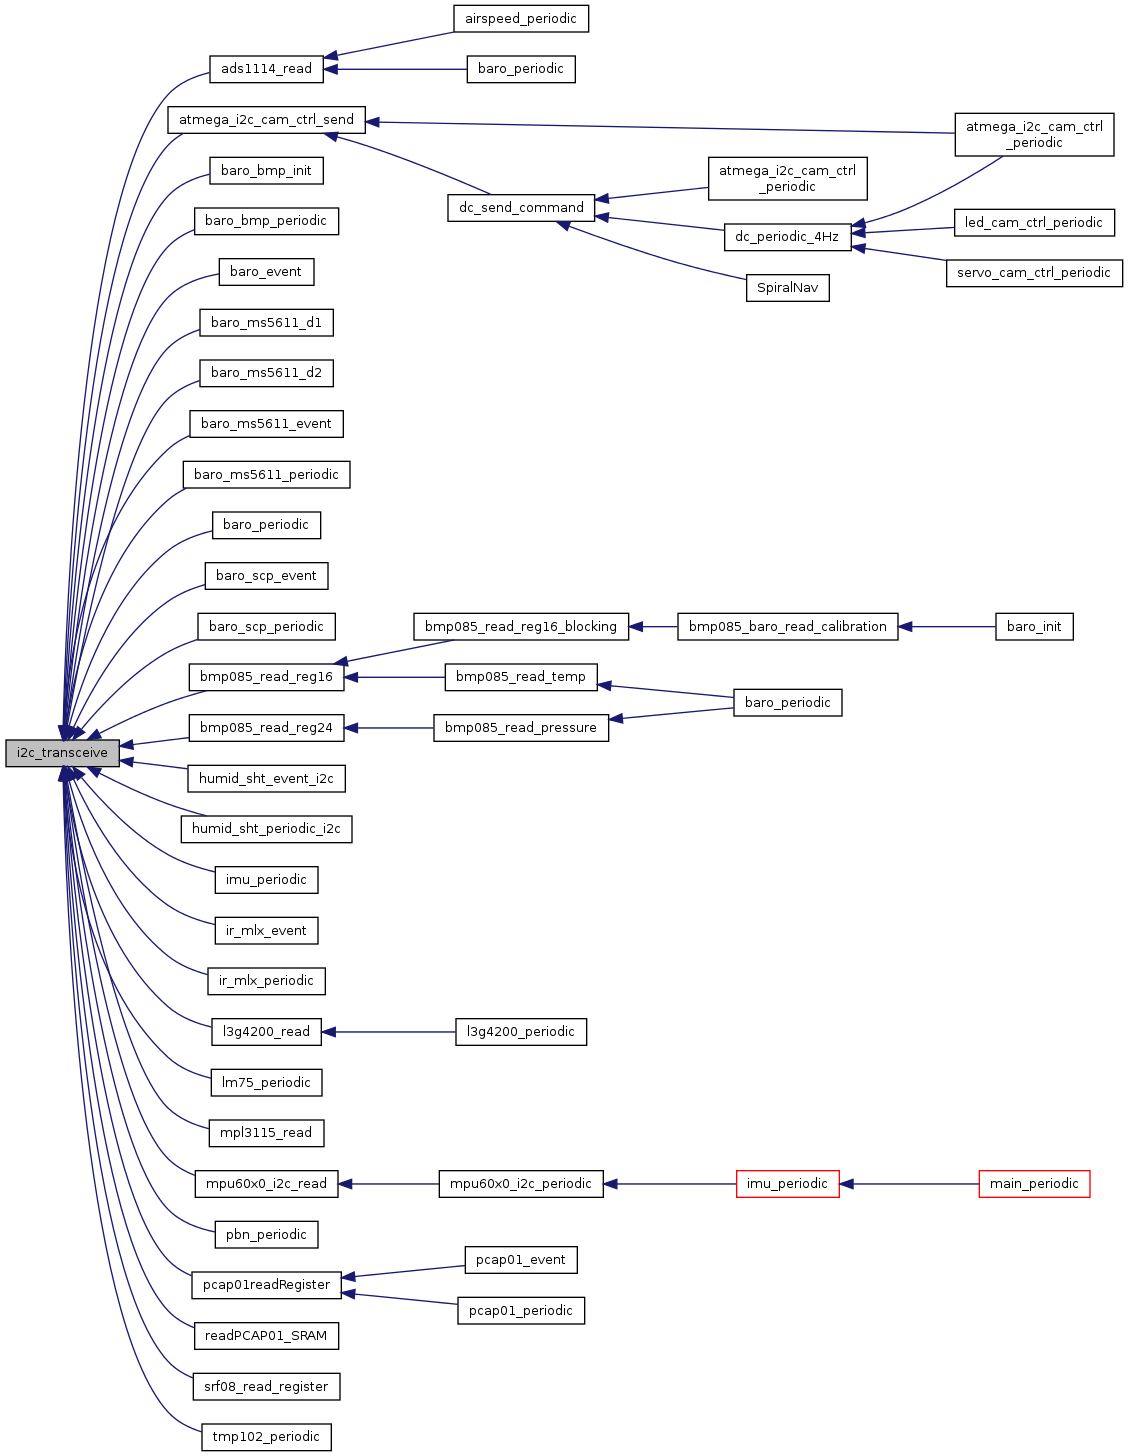 airspeed_periodic
ads1114_read
baro_periodic
atmega_i2c_cam_ctrl_send
atmega_i2c_cam_ctrl
_periodic
baro_bmp_init
atmega_i2c_cam_ctrl
_periodic
dc_send_command
baro_bmp_periodic
led_cam_ctrl_periodic
dc_periodic_4Hz
baro_event
servo_cam_ctrl_periodic
SpiralNav
baro_ms5611_d1
baro_ms5611_d2
baro_ms5611_event
baro_ms5611_periodic
baro_periodic
baro_scp_event
baro_scp_periodic
bmp085_read_reg16_blocking
bmp085_baro_read_calibration
baro_init
bmp085_read_reg16
bmp085_read_temp
baro_periodic
bmp085_read_reg24
bmp085_read_pressure
i2c_transceive
humid_sht_event_i2c
humid_sht_periodic_i2c
imu_periodic
ir_mlx_event
ir_mlx_periodic
l3g4200_read
l3g4200_periodic
lm75_periodic
mpl3115_read
mpu60x0_i2c_read
mpu60x0_i2c_periodic
imu_periodic
main_periodic
pbn_periodic
pcap01_event
pcap01readRegister
pcap01_periodic
readPCAP01_SRAM
srf08_read_register
tmp102_periodic